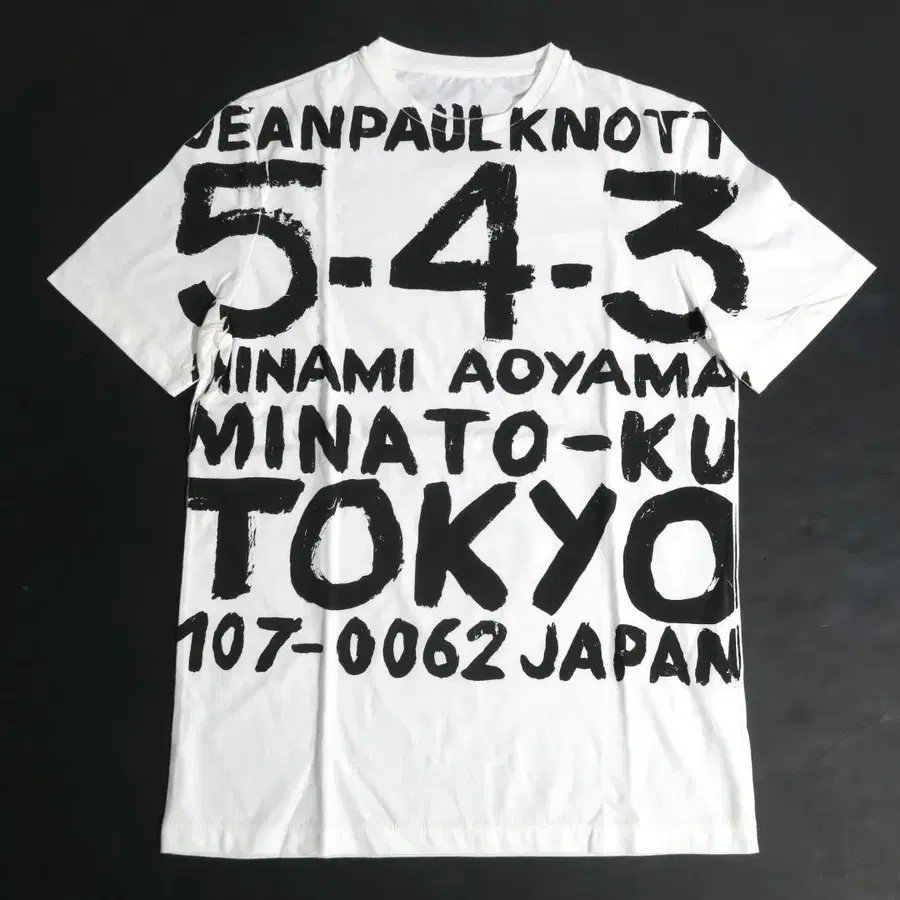 JEANPAULKNOTT
5-4-3
MINAMI AOYAMA
MINATO-KU
TOKYO
107-0062 JAPAN